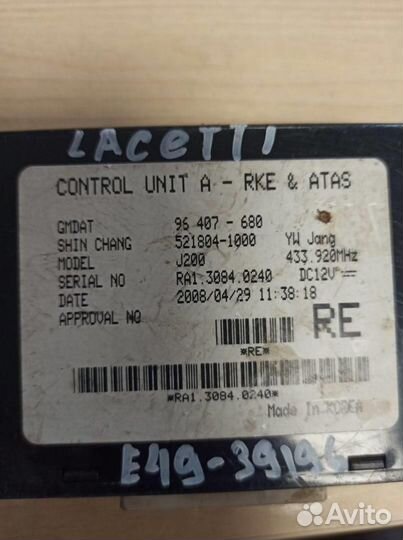 LACETTI
CONTROL UNIT A - RKE & ATAS
GMDAT 96 407 - 680
SHIN CHANG 521804-1000 YW Jang
MODEL J200 433.920MHz
SERIAL NO RA1.3084.0240 DC12V
DATE 2008/04/29 11:38:18
APPROVAL NO
RE
*RE*
*RA1.3084.0240*
Made In KOREA
E49-39196
Avito